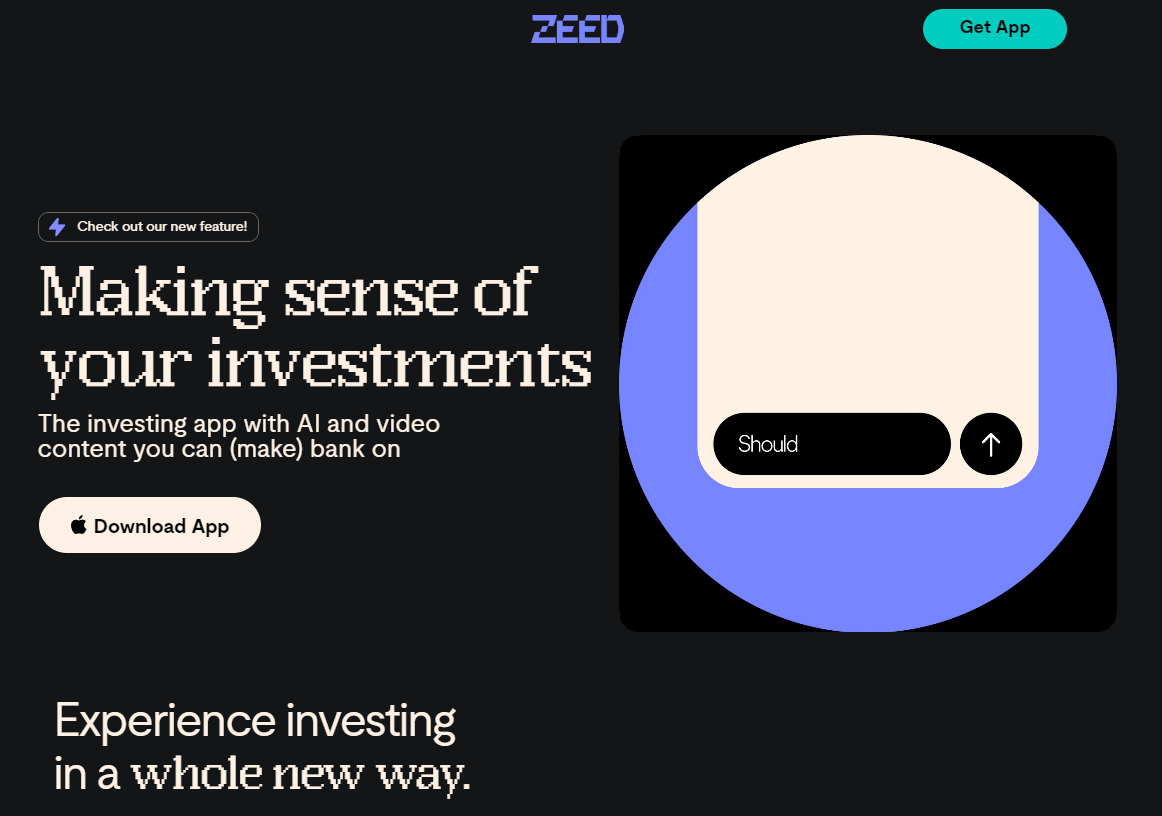 ZEED
Get App
Check out our new feature!
Making sense of
your investments
The investing app with AI and video
content you can (make) bank on
Download App
Should
Experience investing
in a whole new way.